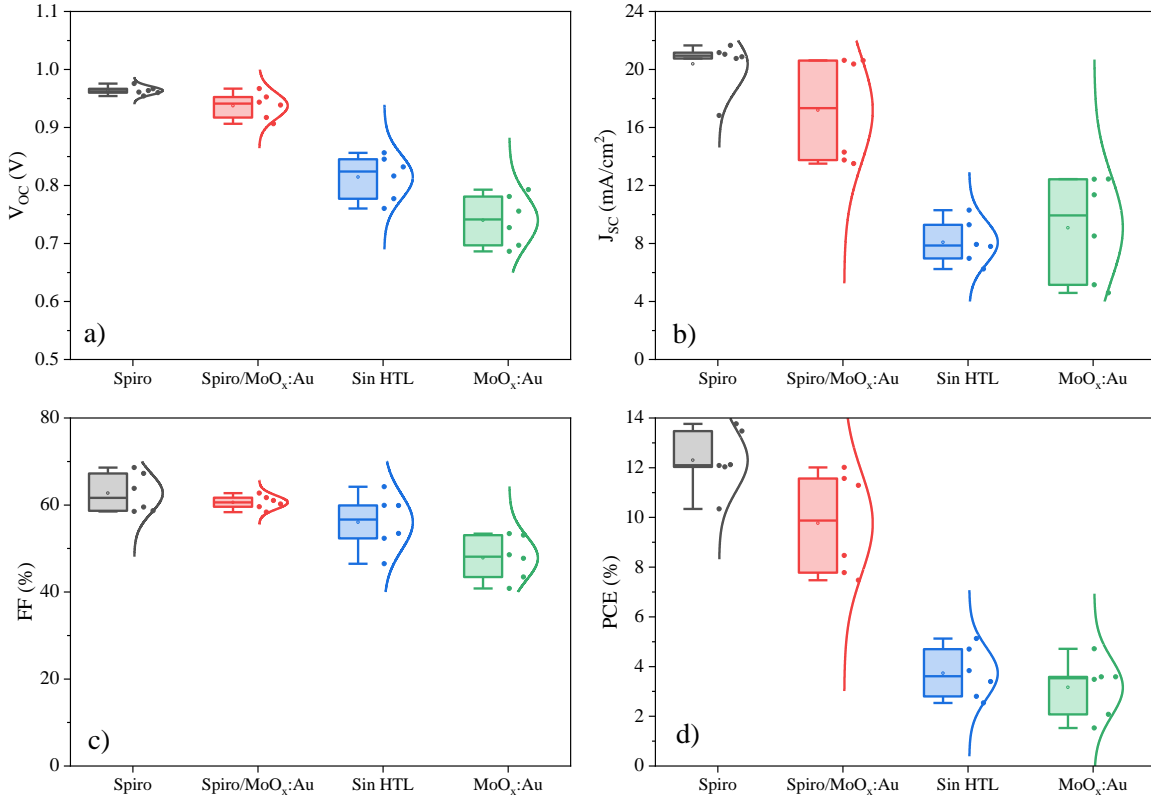 1.1
1.0
0.9
0.8
0.7
0.6
0.5
V_OC (V)
a)
Spiro
Spiro/MoO_x:Au
Sin HTL
MoO_x:Au
24
20
16
12
8
4
0
J_SC (mA/cm²)
b)
Spiro
Spiro/MoO_x:Au
Sin HTL
MoO_x:Au
80
60
40
20
0
FF (%)
c)
Spiro
Spiro/MoO_x:Au
Sin HTL
MoO_x:Au
14
12
10
8
6
4
2
0
PCE (%)
d)
Spiro
Spiro/MoO_x:Au
Sin HTL
MoO_x:Au